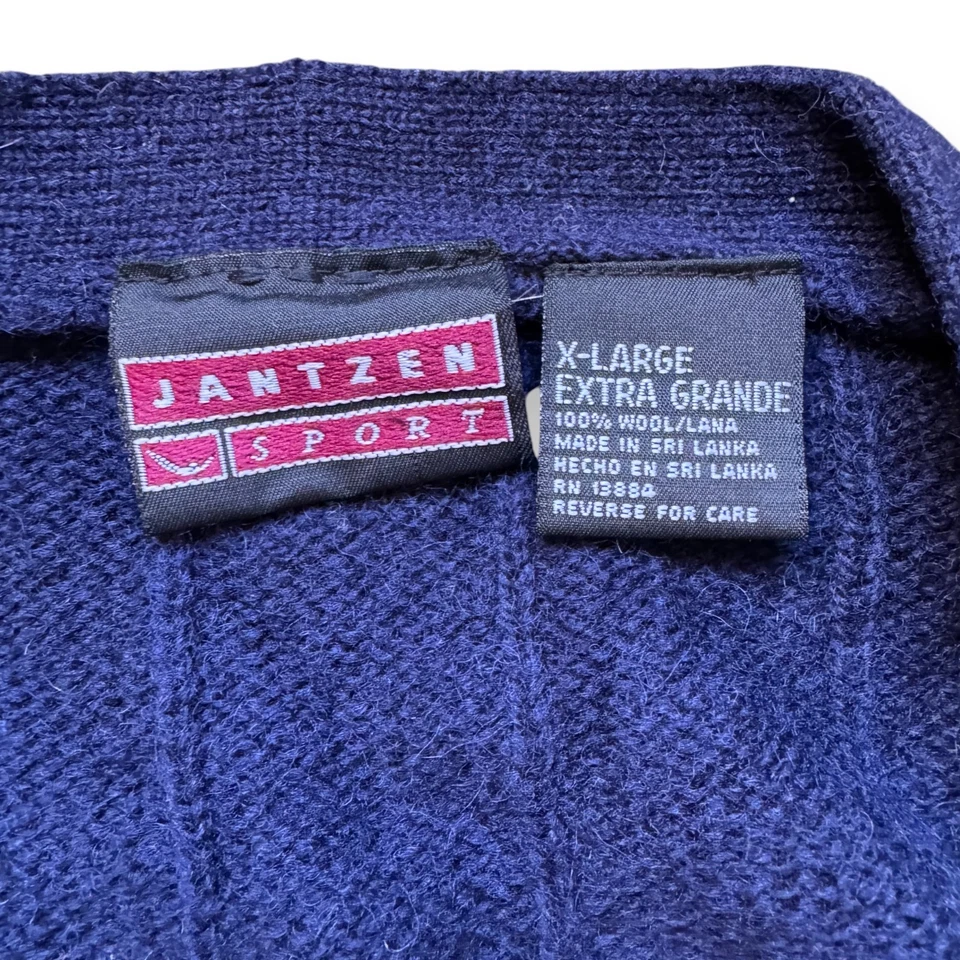 JANTZEN
SPORT
X-LARGE
EXTRA GRANDE
100% WOOL/LANA
MADE IN SRI LANKA
HECHO EN SRI LANKA
RN 13884
REVERSE FOR CARE